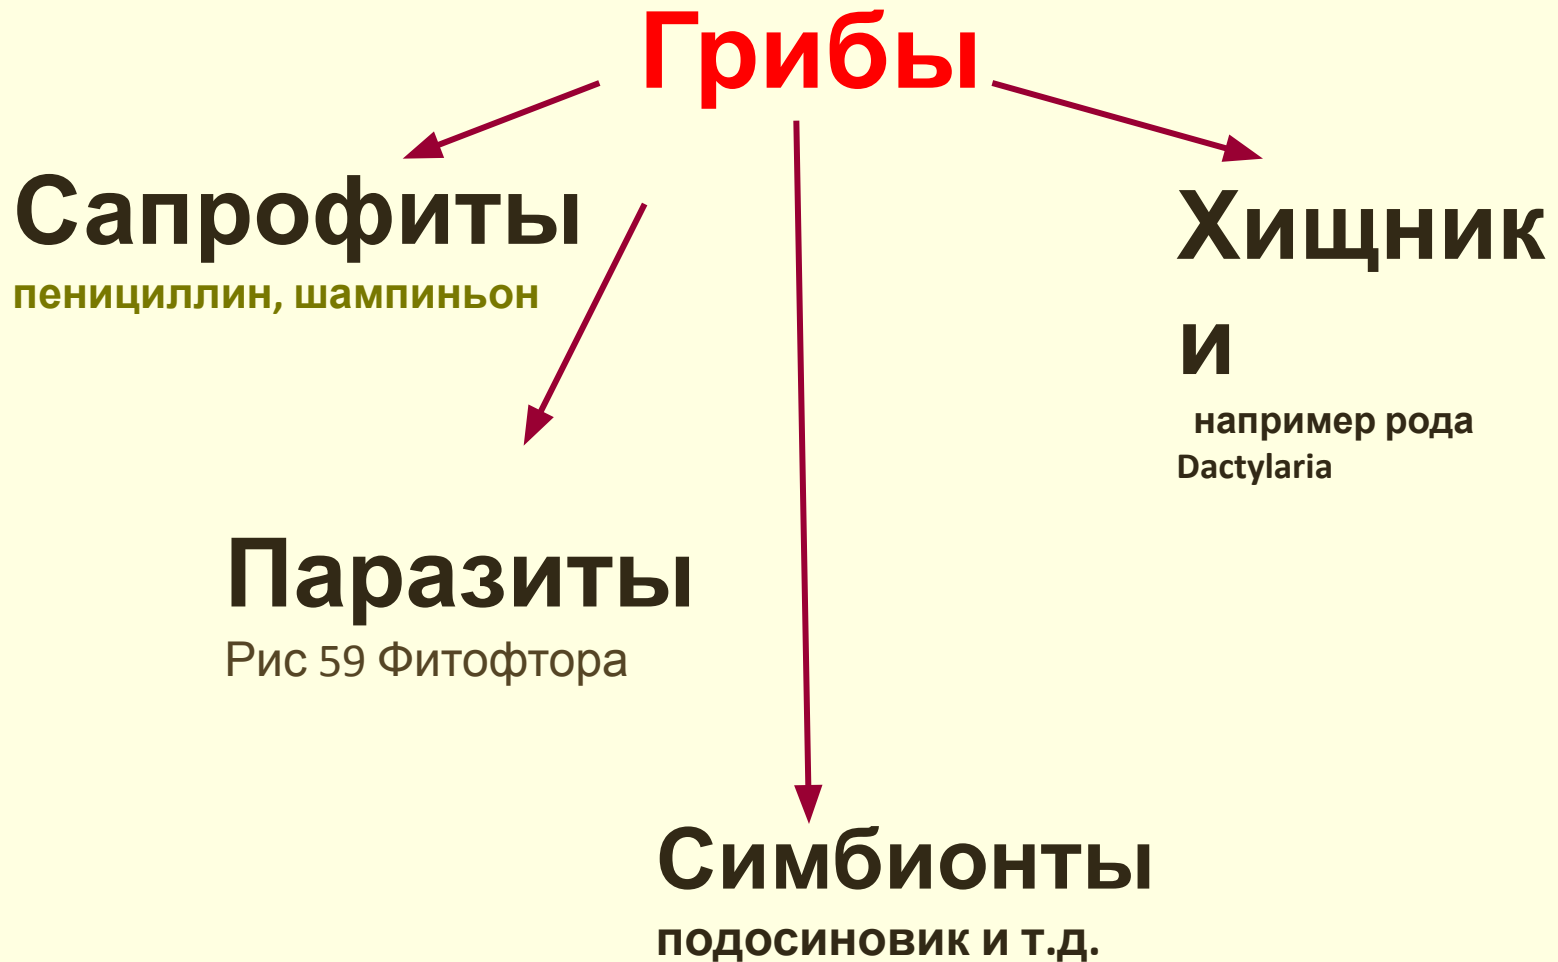 Грибы
Сапрофиты
пенициллин, шампиньон
Хищник
и
например рода
Dactylaria
Паразиты
Рис 59 Фитофтора
Симбионты
подосиновик и т.д.